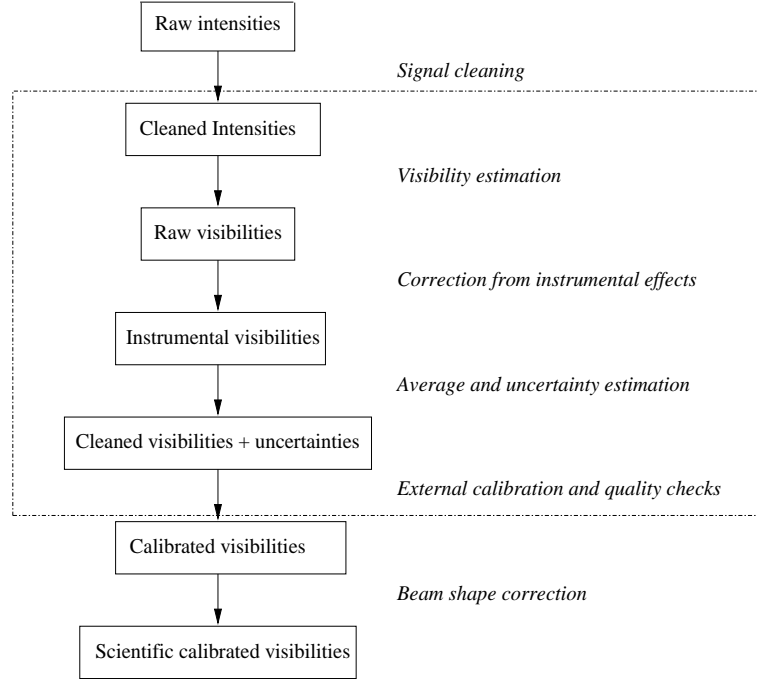 Raw intensities
Signal cleaning
Cleaned Intensities
Visibility estimation
Raw visibilities
Correction from instrumental effects
Instrumental visibilities
Average and uncertainty estimation
Cleaned visibilities + uncertainties
External calibration and quality checks
Calibrated visibilities
Beam shape correction
Scientific calibrated visibilities